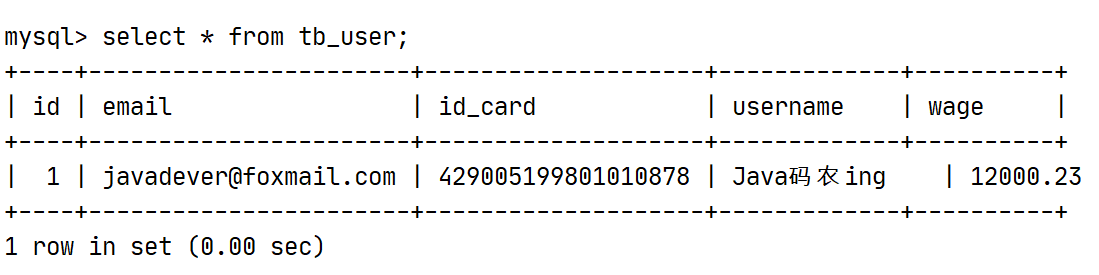 mysql> select * from tb_user;
+----+-----------------------+--------------------+-------------+----------+
| id | email                 | id_card            | username    | wage     |
+----+-----------------------+--------------------+-------------+----------+
|  1 | javadever@foxmail.com | 429005199801010878 | Java码农ing    | 12000.23
+----+-----------------------+--------------------+-------------+----------+
1 row in set (0.00 sec)